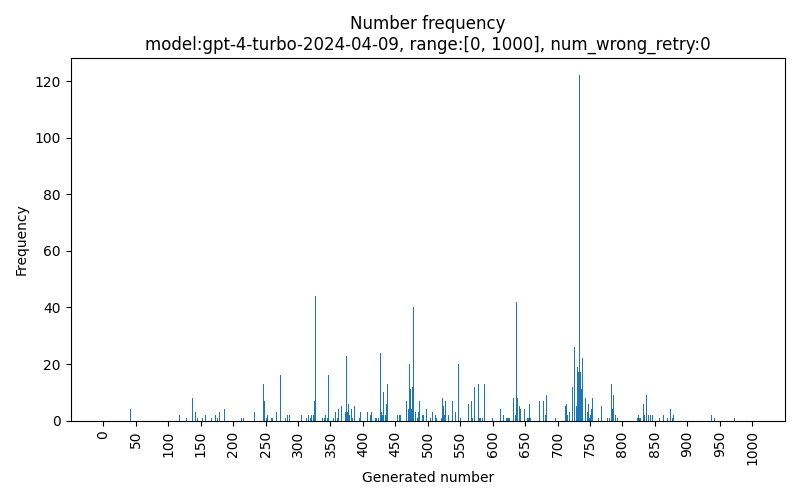 Number frequency
model:gpt-4-turbo-2024-04-09, range:[0, 1000], num_wrong_retry:0
120
100
80
60
40
20
0
Frequency
0 50 100 150 200 250 300 350 400 450 500 550 600 650 700 750 800 850 900 950 1000
Generated number